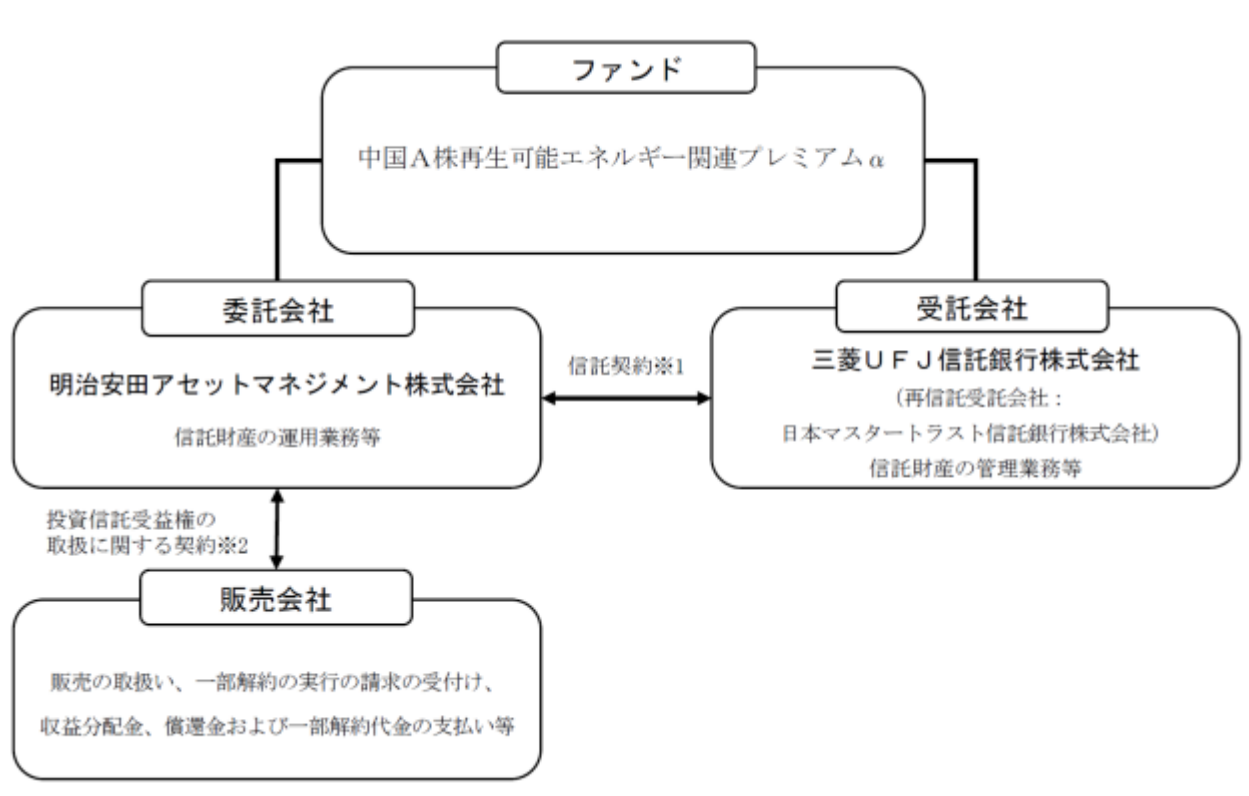 ファンド
中国Ａ株再生可能エネルギー関連プレミアムα
委託会社
明治安田アセットマネジメント株式会社
信託財産の運用業務等
信託契約※1
受託会社
三菱ＵＦＪ信託銀行株式会社
（再信託受託会社：
日本マスタートラスト信託銀行株式会社）
信託財産の管理業務等
投資信託受益権の
取扱に関する契約※2
販売会社
販売の取扱い、一部解約の実行の請求の受付け、
収益分配金、償還金および一部解約代金の支払い等